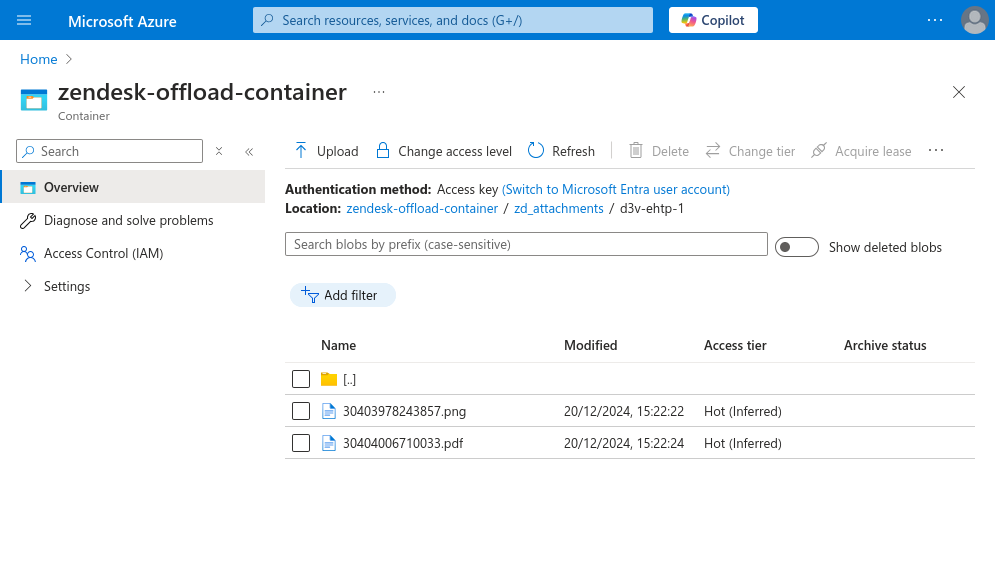 Microsoft Azure
Search resources, services, and docs (G+/)
Copilot
Home
zendesk-offload-container
Container
Search
Upload
Change access level
Refresh
Delete
Change tier
Acquire lease
Overview
Diagnose and solve problems
Access Control (IAM)
Settings
Authentication method: Access key (Switch to Microsoft Entra user account)
Location: zendesk-offload-container / zd_attachments / d3v-ehtp-1
Search blobs by prefix (case-sensitive)
Show deleted blobs
Add filter
Name Modified Access tier Archive status
[..]
30403978243857.png 20/12/2024, 15:22:22 Hot (Inferred)
30404006710033.pdf 20/12/2024, 15:22:24 Hot (Inferred)